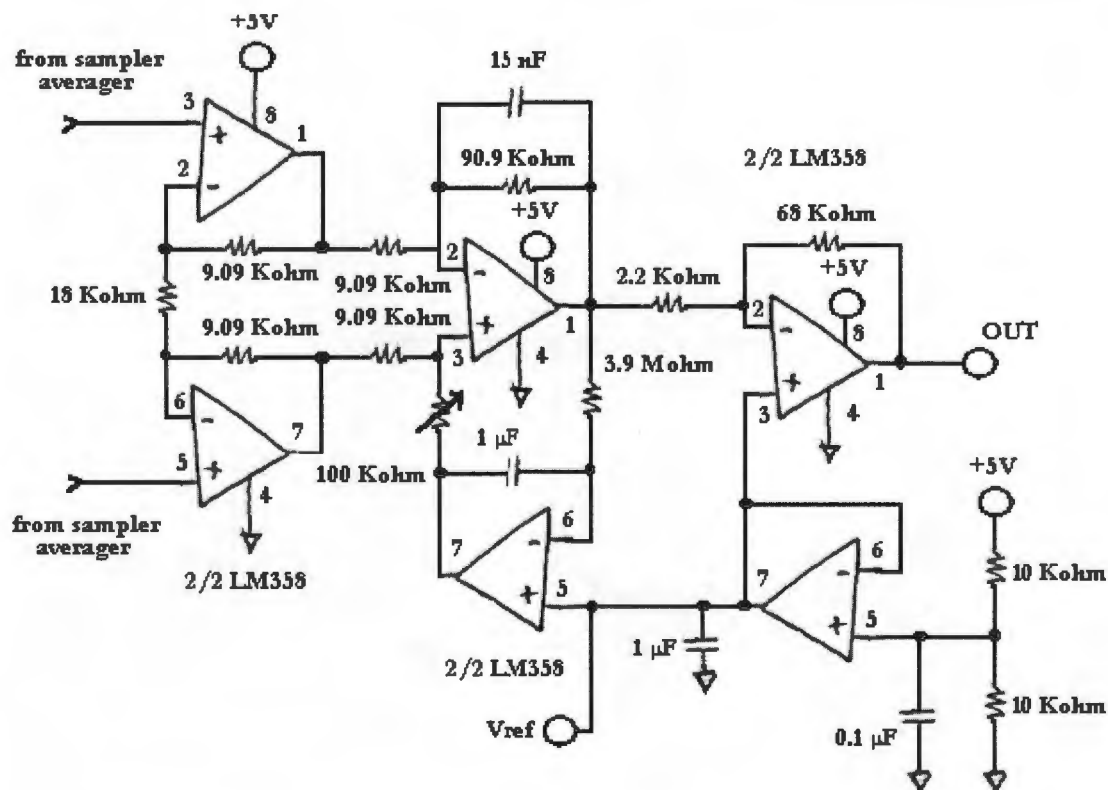 +5V
from sampler
averager
3
8
1
2
9.09 Kohm
18 Kohm
9.09 Kohm
6
7
5
4
from sampler
averager
2/2 LM358
15 nF
90.9 Kohm
+5V
9.09 Kohm
9.09 Kohm
2
8
1
3
4
1 µF
100 Kohm
3.9 Mohm
7
6
5
2/2 LM358
Vref
2/2 LM358
68 Kohm
+5V
2.2 Kohm
2
8
1
3
4
OUT
+5V
10 Kohm
7
6
5
1 µF
0.1 µF
10 Kohm